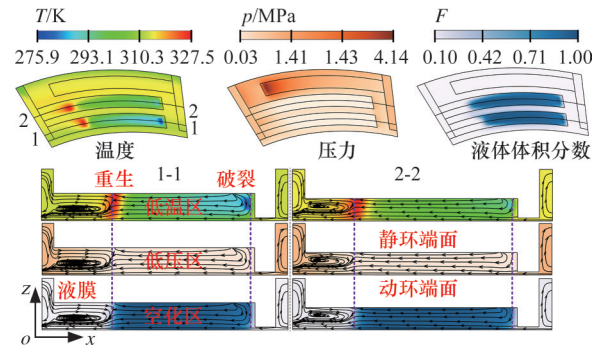 T/K
p/MPa
F
275.9 293.1 310.3 327.5
0.03 1.41 1.43 4.14
0.10 0.42 0.71 1.00
2 1 2 1
温度
压力
液体体积分数
重生 1-1 破裂
2-2
低温区
低压区
静环端面
液膜
空化区
动环端面
z
o x